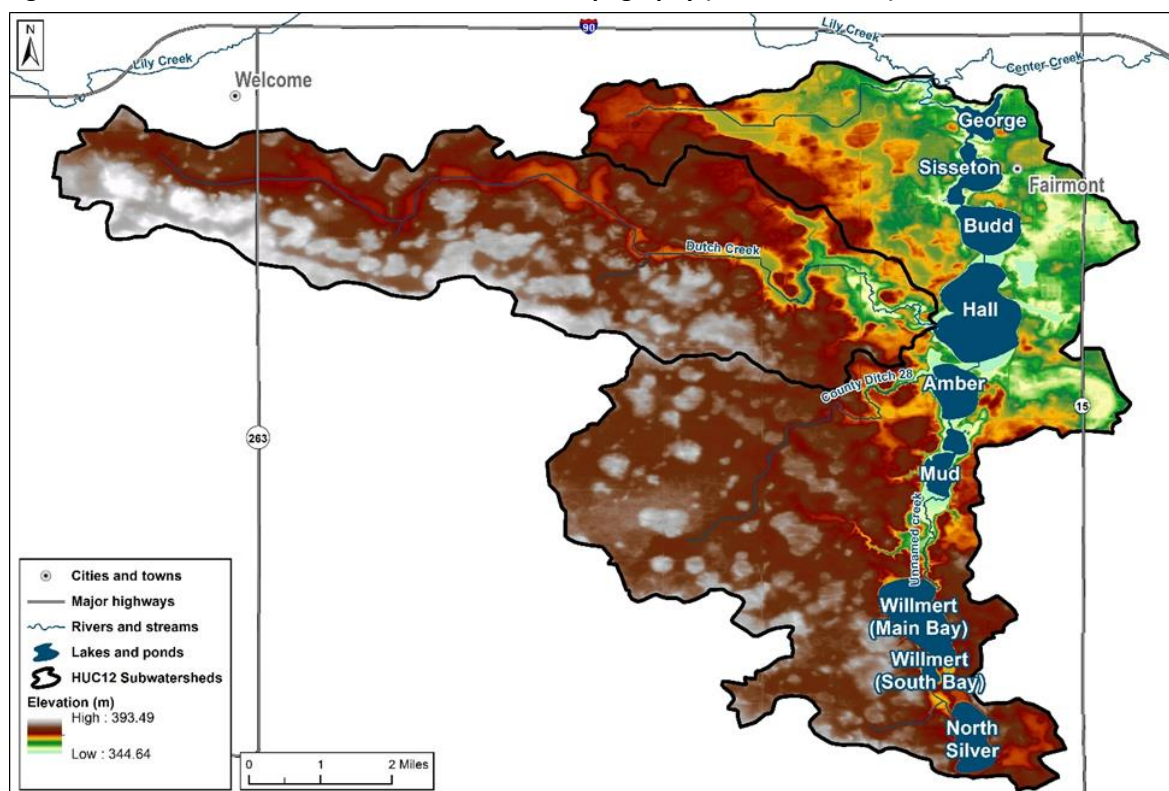 N
90
Lily Creek
Lily Creek
Center Creek
Welcome
George
Sisseton
Fairmont
Budd
Dutch Creek
Hall
County Ditch 28
Amber
15
263
Mud
Unnamed creek
Willmert
(Main Bay)
Willmert
(South Bay)
North
Silver
Cities and towns
Major highways
Rivers and streams
Lakes and ponds
HUC12 Subwatersheds
Elevation (m)
High : 393.49
Low : 344.64
0 1 2 Miles